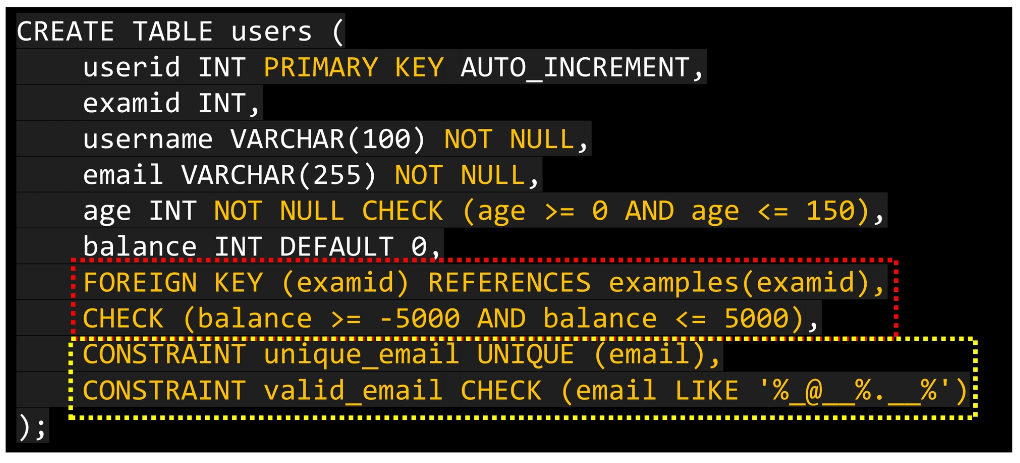 CREATE TABLE users (
userid INT PRIMARY KEY AUTO_INCREMENT,
examid INT,
username VARCHAR(100) NOT NULL,
email VARCHAR(255) NOT NULL,
age INT NOT NULL CHECK (age >= 0 AND age <= 150),
balance INT DEFAULT 0,
FOREIGN KEY (examid) REFERENCES examples(examid),
CHECK (balance >= -5000 AND balance <= 5000),
CONSTRAINT unique_email UNIQUE (email),
CONSTRAINT valid_email CHECK (email LIKE '%_@__%.__%')
);